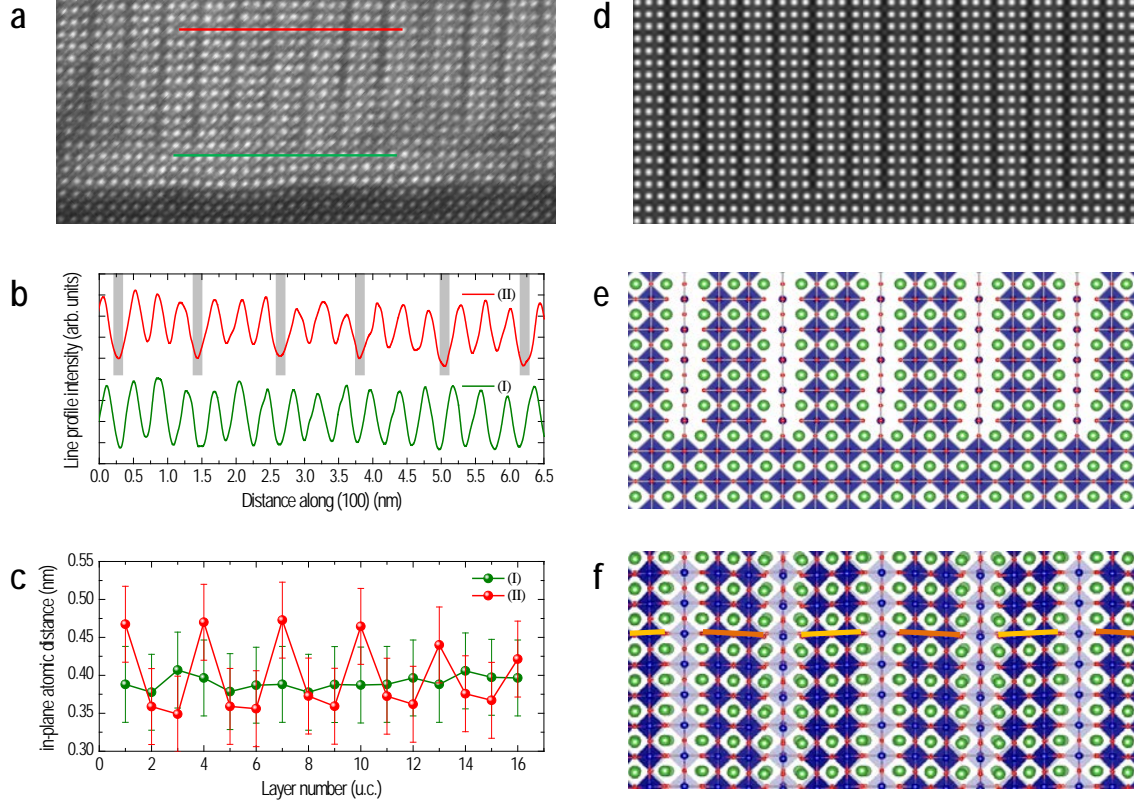 a
d
b
Line profile intensity (arb. units)
(II)
(I)
0.0 0.5 1.0 1.5 2.0 2.5 3.0 3.5 4.0 4.5 5.0 5.5 6.0 6.5
Distance along (100) (nm)
e
c
in-plane atomic distance (nm)
0.55
0.50
0.45
0.40
0.35
0.30
(I)
(II)
2 4 6 8 10 12 14 16
Layer number (u.c.)
f